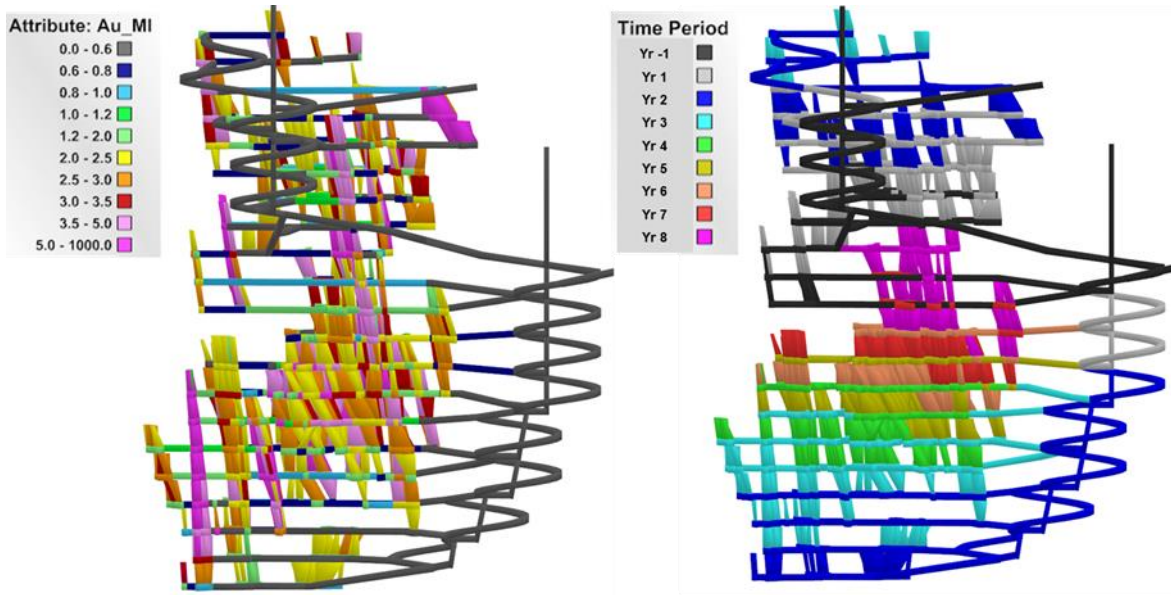 Attribute: Au_MI
0.0 - 0.6
0.6 - 0.8
0.8 - 1.0
1.0 - 1.2
1.2 - 2.0
2.0 - 2.5
2.5 - 3.0
3.0 - 3.5
3.5 - 5.0
5.0 - 1000.0
Time Period
Yr -1
Yr 1
Yr 2
Yr 3
Yr 4
Yr 5
Yr 6
Yr 7
Yr 8